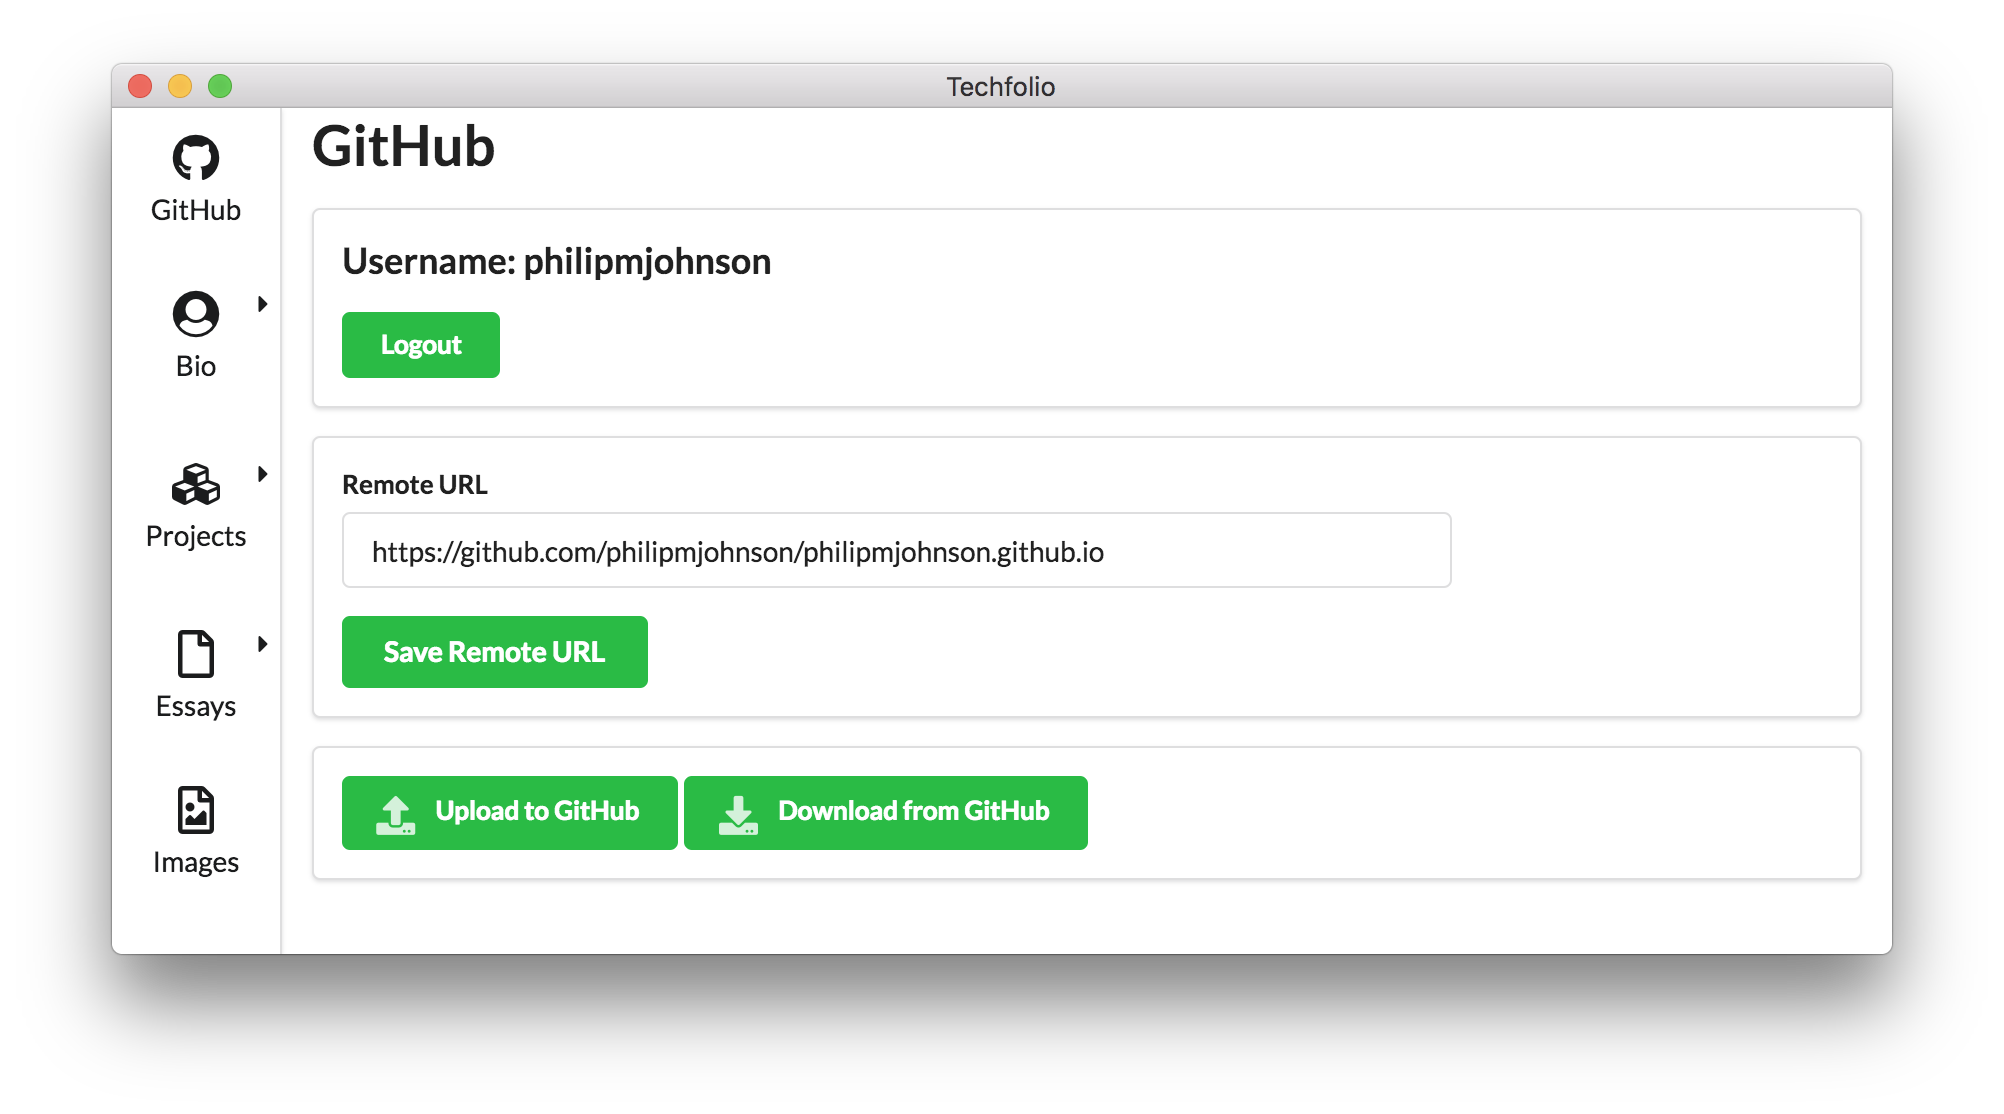 Techfolio
GitHub
Bio
Projects
Essays
Images
GitHub
Username: philipmjohnson
Logout
Remote URL
https://github.com/philipmjohnson/philipmjohnson.github.io
Save Remote URL
Upload to GitHub
Download from GitHub